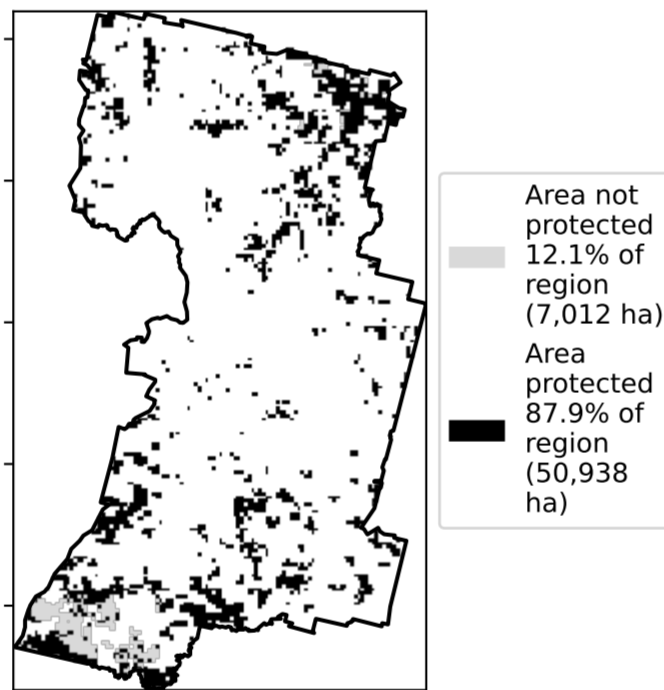 Area not
protected
12.1% of
region
(7,012 ha)
Area
protected
87.9% of
region
(50,938
ha)